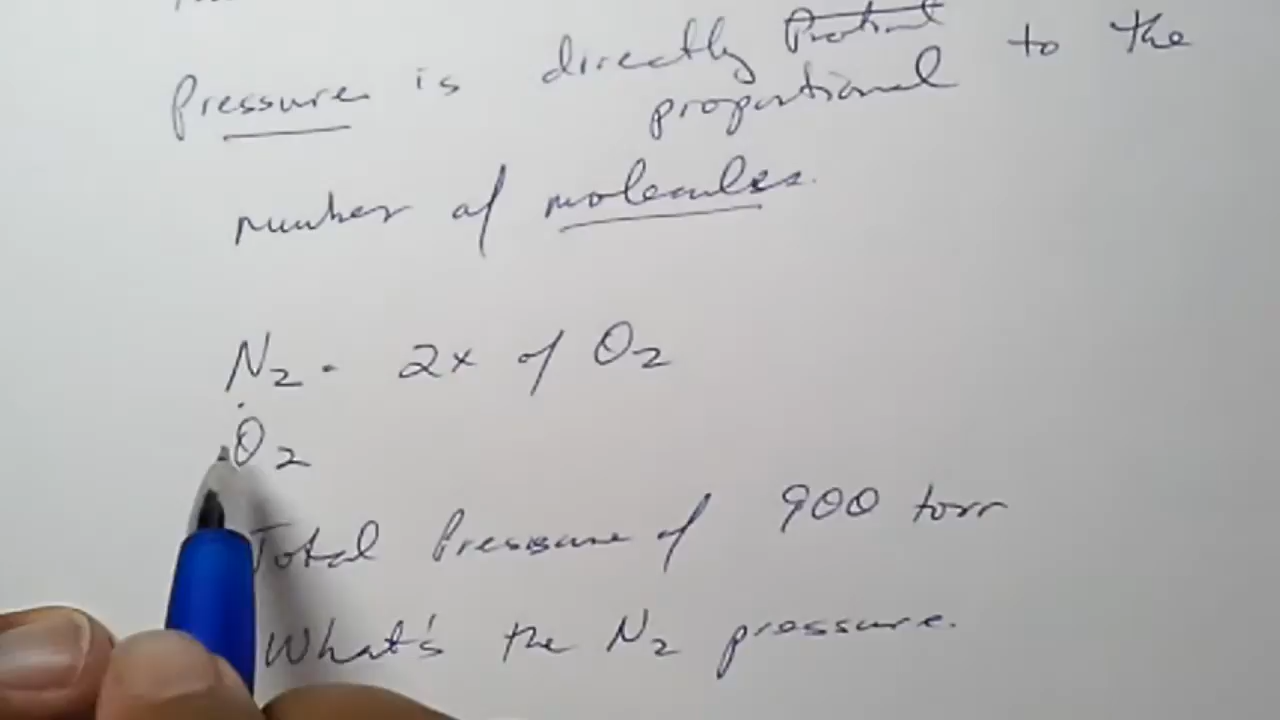 Pressure is directly to the
proportional
number of molecules.
N2 - 2x of O2
O2
Total Pressure of 900 torr
What's the N2 pressure.